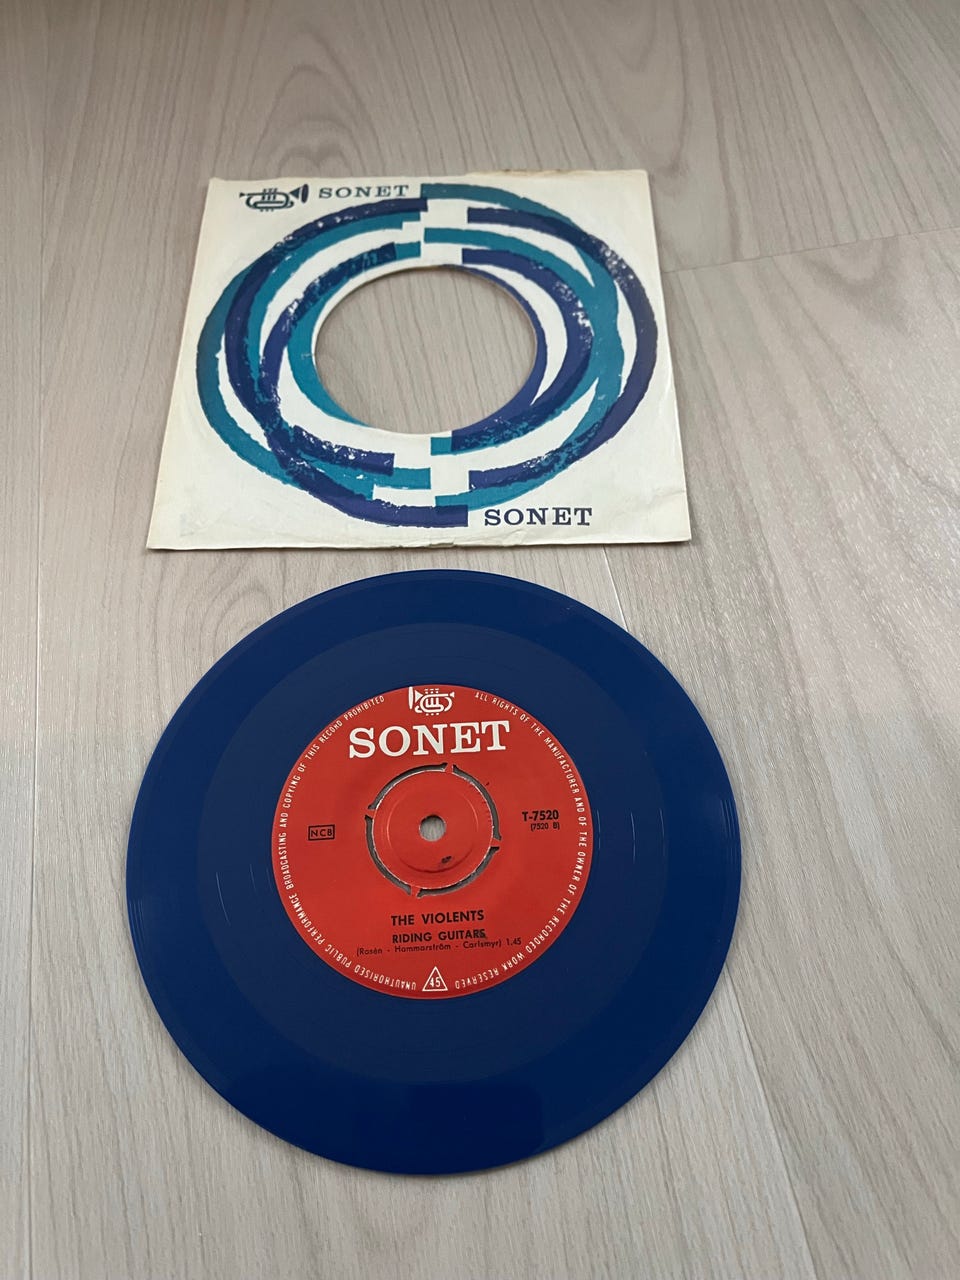 SONET
SONET
SONET
UNAUTHORISED PUBLIC PERFORMANCE BROADCASTING AND COPYING OF THIS RECORD PROHIBITED
ALL RIGHTS OF THE MANUFACTURER AND OF THE OWNER OF THE RECORDED WORK RESERVED
NCB
T-7520
(7520 B)
THE VIOLENTS
RIDING GUITARS
(Rosén - Hammarström - Carlsmyr) 1.45
45